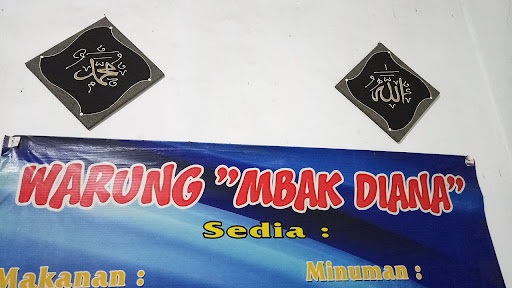 محمد
الله
WARUNG "MBAK DIANA"
Sedia :
Makanan :
Minuman :